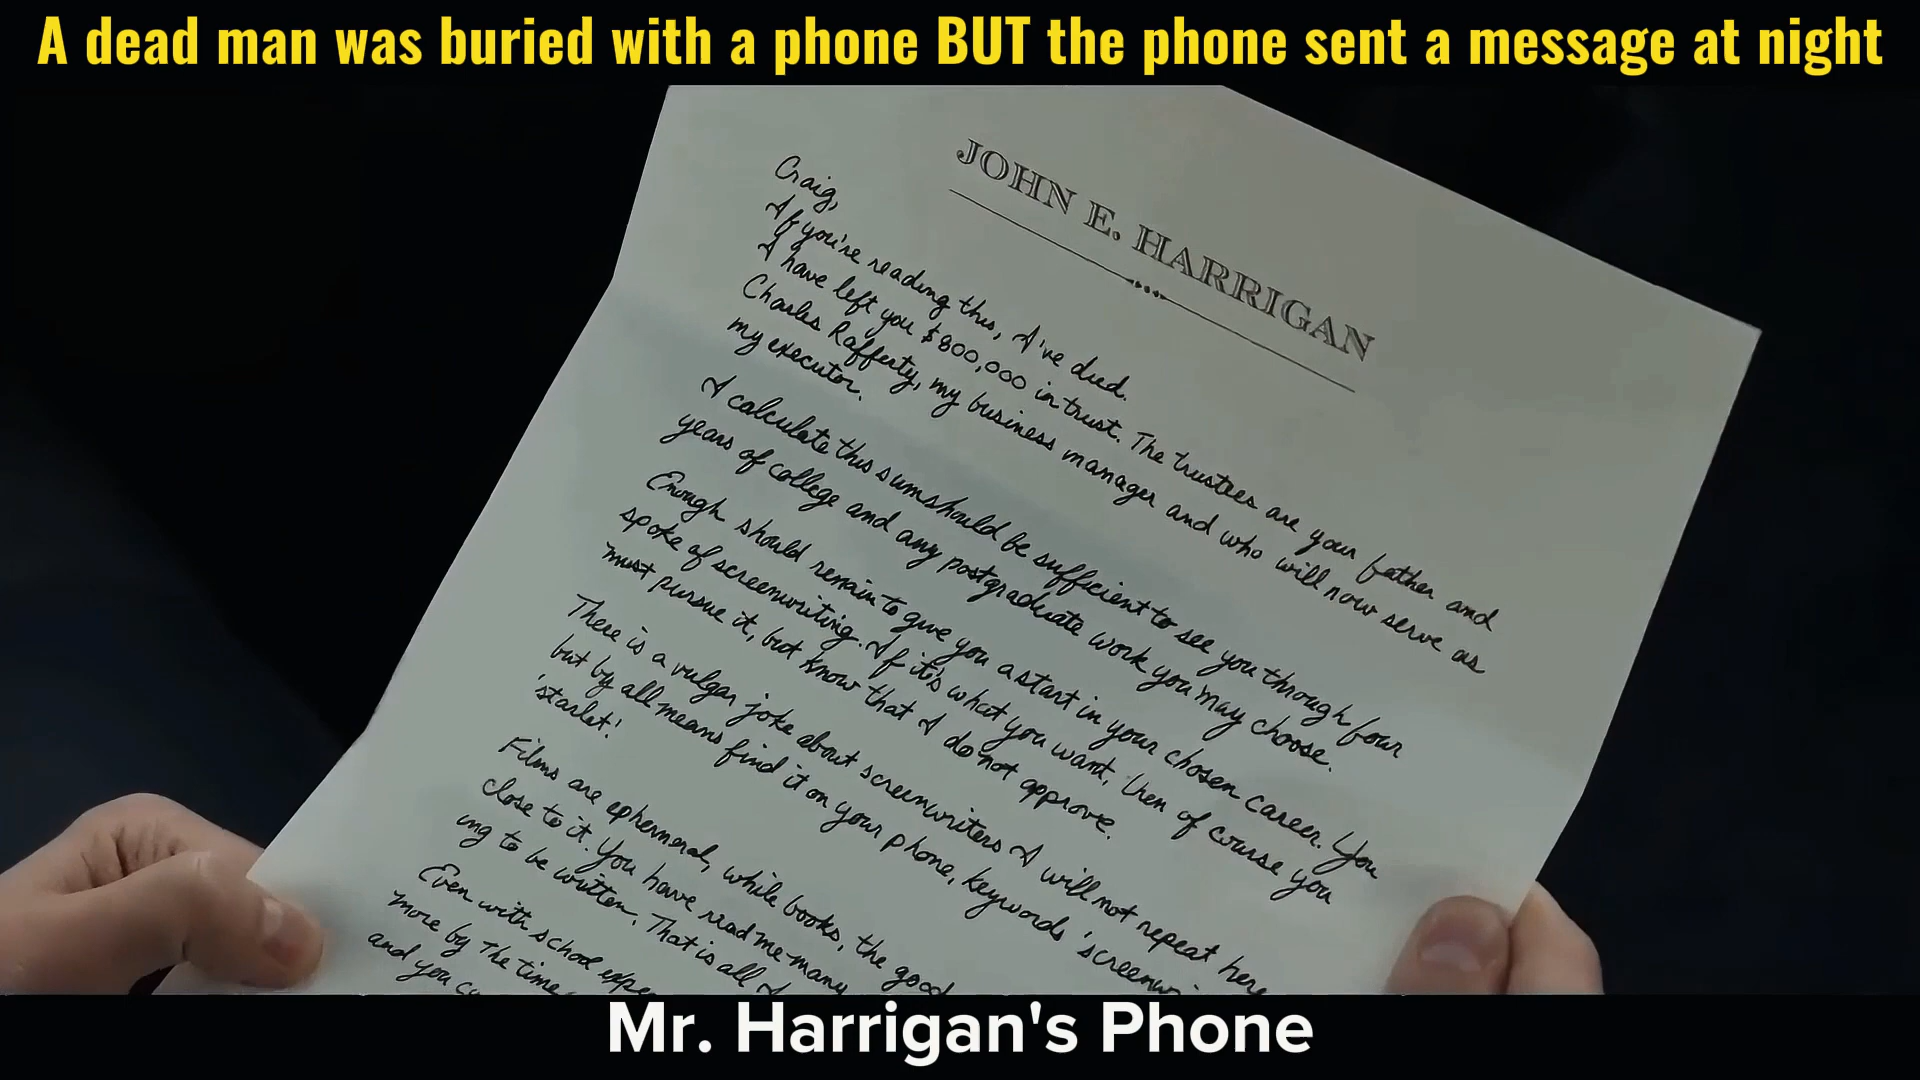 A dead man was buried with a phone BUT the phone sent a message at night
JOHN E. HARRIGAN
Craig,
If you're reading this, I've died.
I have left you $800,000 in trust. The trustees are your father and
Charles Rafferty, my business manager and who will now serve as
my executor.
I calculate this sum should be sufficient to see you through four
years of college and any postgraduate work you may choose.
Enough should remain to give you a start in your chosen career. You
spoke of screenwriting. If it's what you want, then of course you
must pursue it, but know that I do not approve.
There is a vulgar joke about screenwriters I will not repeat here
but by all means find it on your phone, keywords 'screenwri
'starlet.'
Films are ephemeral, while books, the good
close to it. You have read me many
ing to be written. That is all I
Even with school expe
more by the time
and you co
Mr. Harrigan's Phone